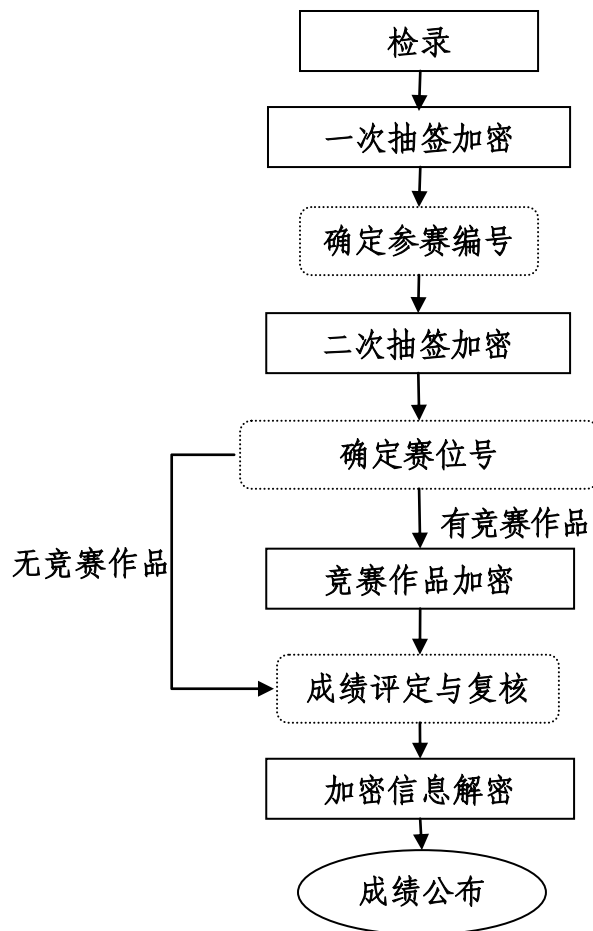 检录
一次抽签加密
确定参赛编号
二次抽签加密
确定赛位号
有竞赛作品
无竞赛作品
竞赛作品加密
成绩评定与复核
加密信息解密
成绩公布